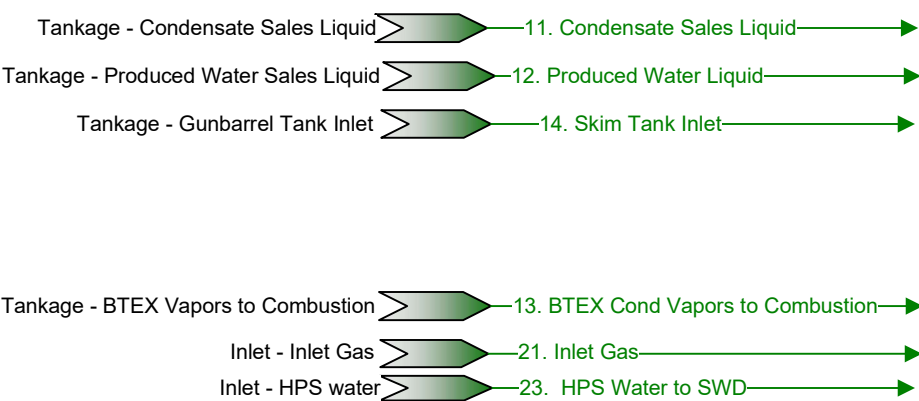 Tankage - Condensate Sales Liquid 11. Condensate Sales Liquid
Tankage - Produced Water Sales Liquid 12. Produced Water Liquid
Tankage - Gunbarrel Tank Inlet 14. Skim Tank Inlet
Tankage - BTEX Vapors to Combustion 13. BTEX Cond Vapors to Combustion
Inlet - Inlet Gas 21. Inlet Gas
Inlet - HPS water 23.  HPS Water to SWD